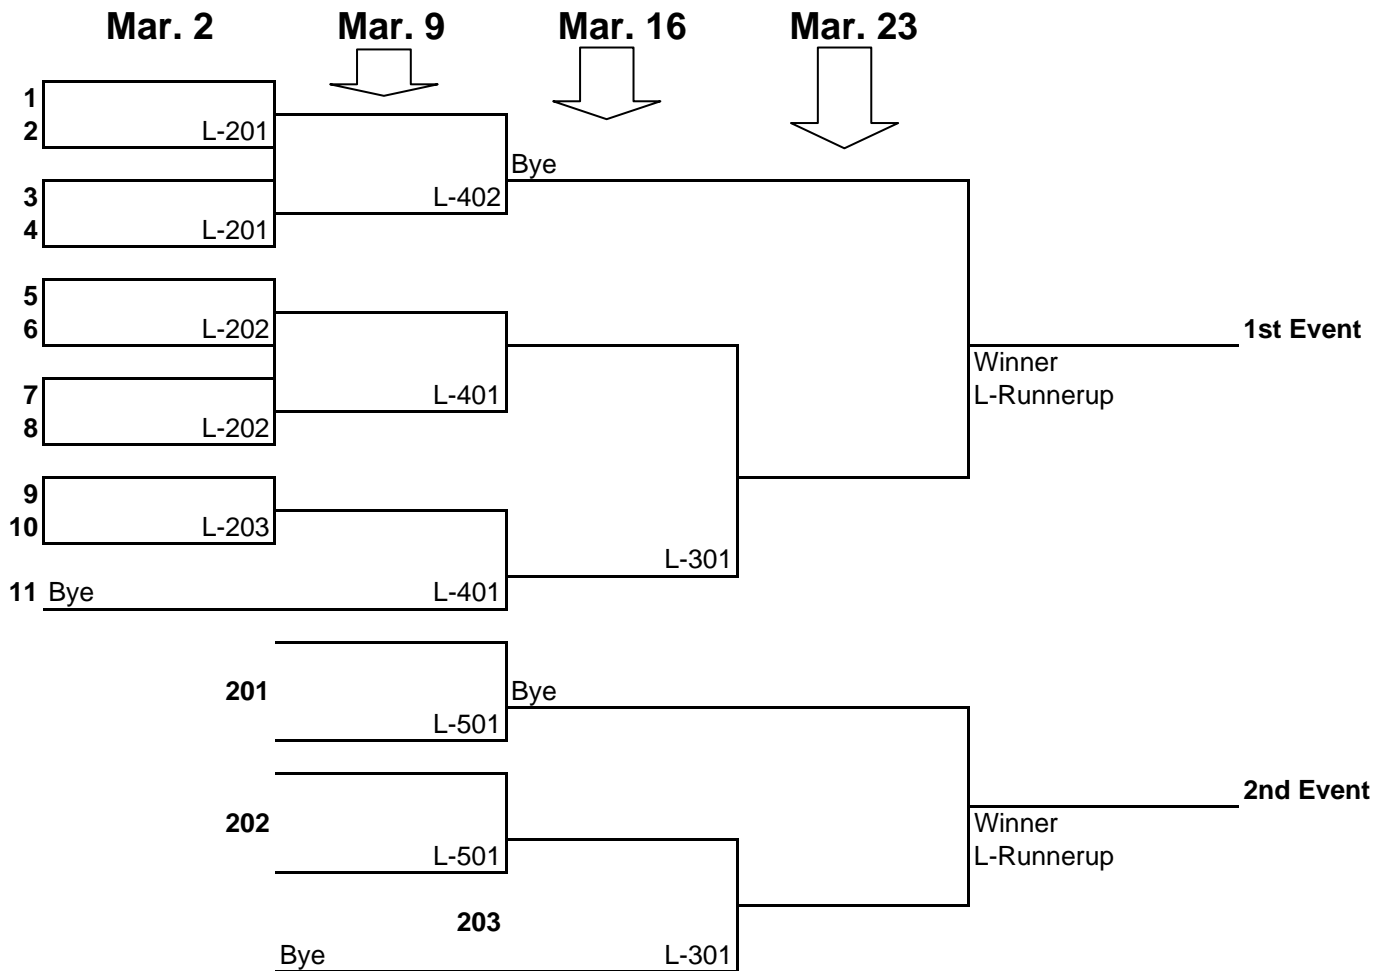 Mar. 2 Mar. 9 Mar. 16 Mar. 23
1
2 L-201
Bye
3 L-402
4 L-201
5
6 L-202
1st Event
Winner
7 L-401 L-Runnerup
8 L-202
9
10 L-203
L-301
11 Bye L-401
201 Bye
L-501
2nd Event
202 Winner
L-501 L-Runnerup
203
Bye L-301